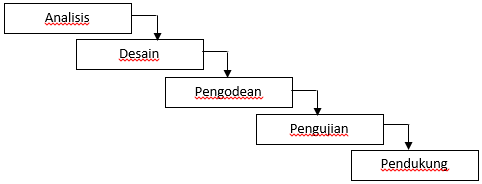 Analisis
Desain
Pengodean
Pengujian
Pendukung